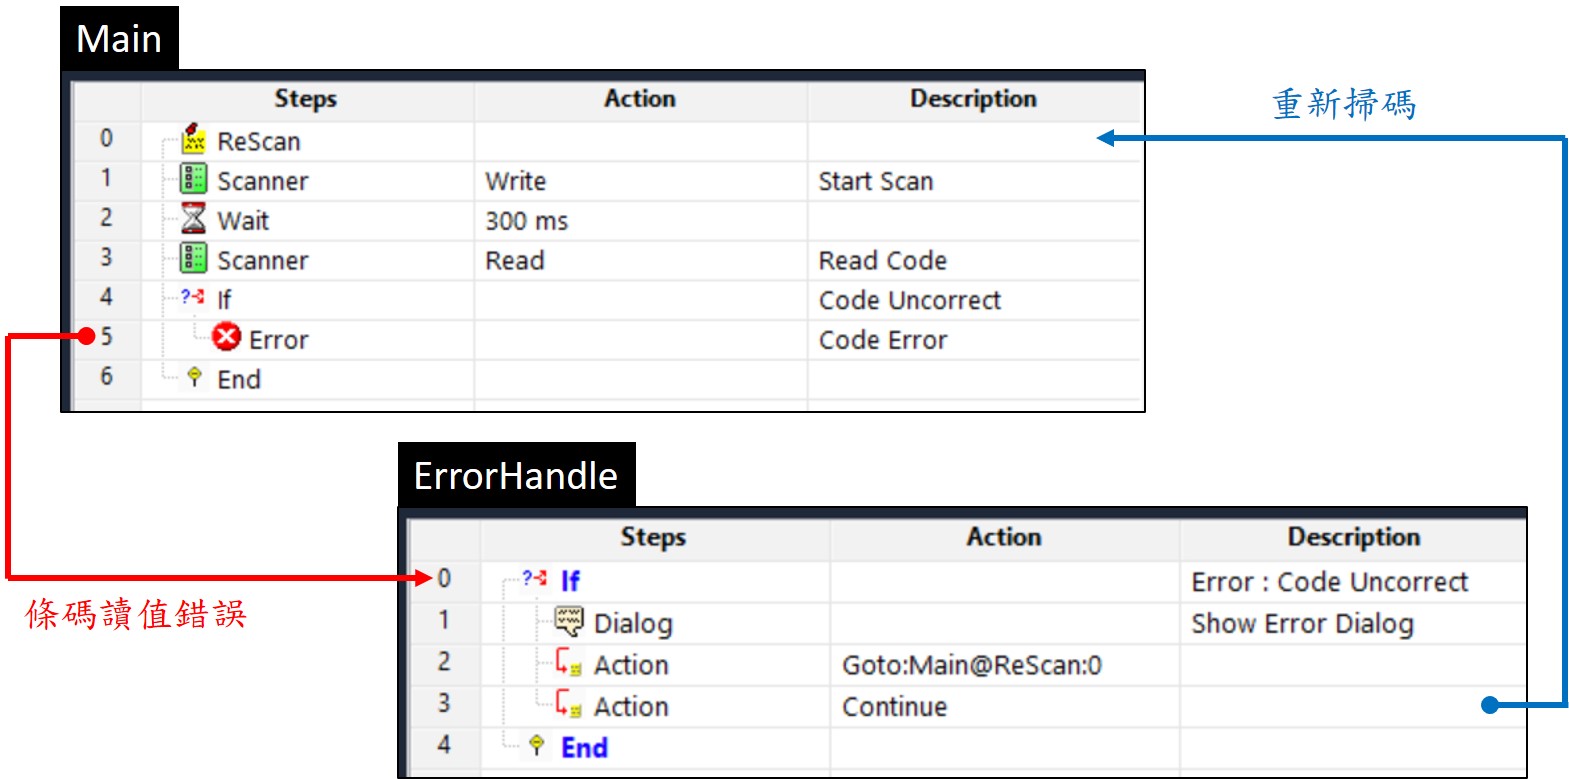 Main
Steps Action Description
重新掃碼
0 ReScan
1 Scanner Write Start Scan
2 Wait 300 ms
3 Scanner Read Read Code
4 If Code Uncorrect
5 Error Code Error
6 End
ErrorHandle
Steps Action Description
0 If Error : Code Uncorrect
條碼讀值錯誤
1 Dialog Show Error Dialog
2 Action Goto:Main@ReScan:0
3 Action Continue
4 End